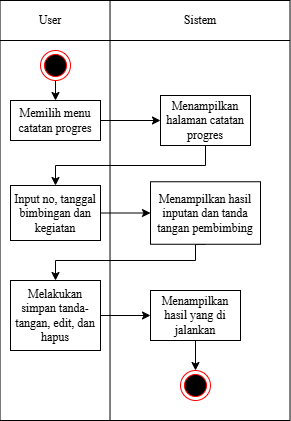 User
Sistem
Memilih menu
catatan progres
Menampilkan
halaman catatan
progres
Input no, tanggal
bimbingan dan
kegiatan
Menampilkan hasil
inputan dan tanda
tangan pembimbing
Melakukan
simpan tanda-
tangan, edit, dan
hapus
Menampilkan
hasil yang di
jalankan